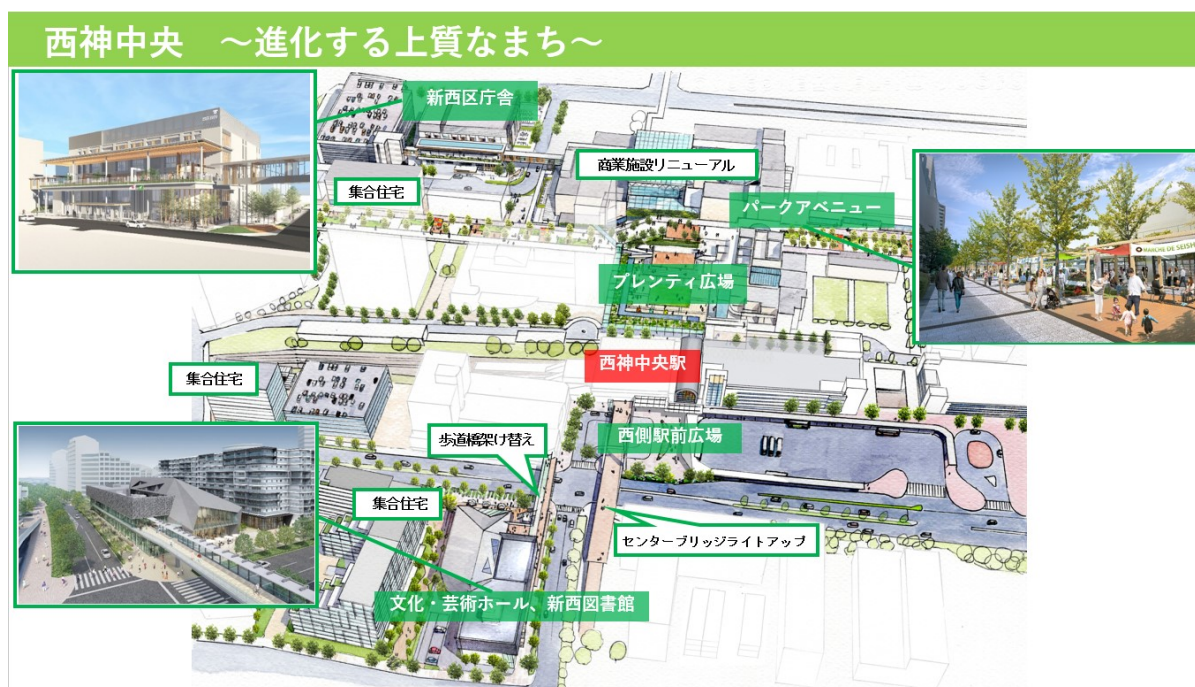 西神中央　～進化する上質なまち～
新西区庁舎
商業施設リニューアル
集合住宅
パークアベニュー
MARCHE DE SEISH
プレンティ広場
西神中央駅
集合住宅
西側駅前広場
歩道橋架け替え
集合住宅
センターブリッジライトアップ
文化・芸術ホール、新西図書館